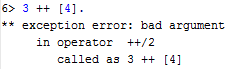 6> 3 ++ [4].
** exception error: bad argument
in operator ++/2
called as 3 ++ [4]